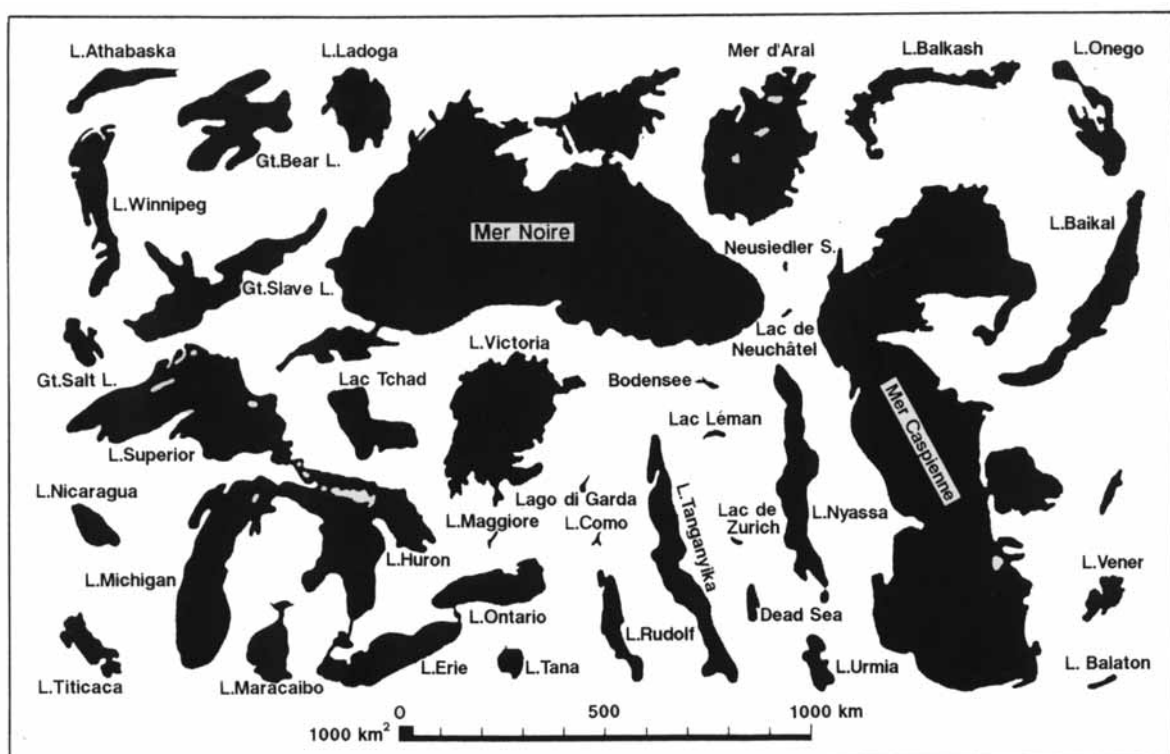 L.Athabaska
L.Ladoga
Mer d'Aral
L.Balkash
L.Onego
Gt.Bear L.
L.Winnipeg
Mer Noire
Neusiedler S.
L.Baikal
Gt.Slave L.
Lac de
Neuchâtel
L.Victoria
Gt.Salt L.
Lac Tchad
Bodensee
Mer Caspienne
Lac Léman
L.Superior
L.Nicaragua
Lago di Garda
L.Tanganyika
Lac de
Zurich
L.Nyassa
L.Maggiore
L.Como
L.Huron
L.Vener
L.Michigan
L.Ontario
Dead Sea
L.Rudolf
L.Titicaca
L.Maracaibo
L.Erie
L.Tana
L.Urmia
L. Balaton
0 500 1000 km
1000 km²